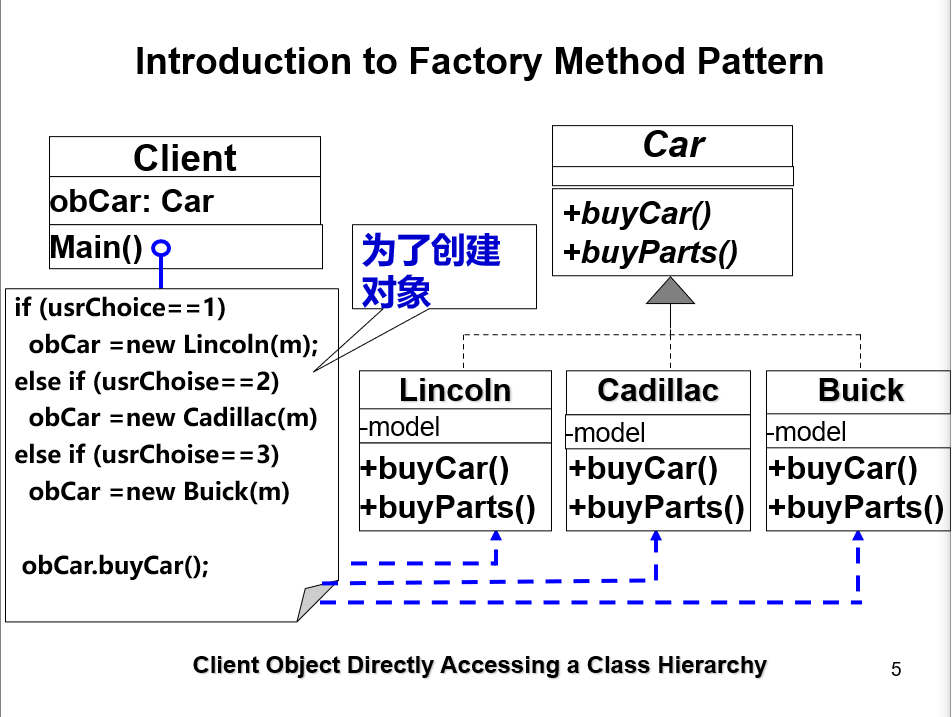 Introduction to Factory Method Pattern
Client
obCar: Car
Main()
Car
+buyCar()
+buyParts()
为了创建
对象
if (usrChoice==1)
obCar =new Lincoln(m);
else if (usrChoise==2)
obCar =new Cadillac(m)
else if (usrChoise==3)
obCar =new Buick(m)
obCar.buyCar();
Lincoln
-model
+buyCar()
+buyParts()
Cadillac
-model
+buyCar()
+buyParts()
Buick
-model
+buyCar()
+buyParts()
Client Object Directly Accessing a Class Hierarchy
5